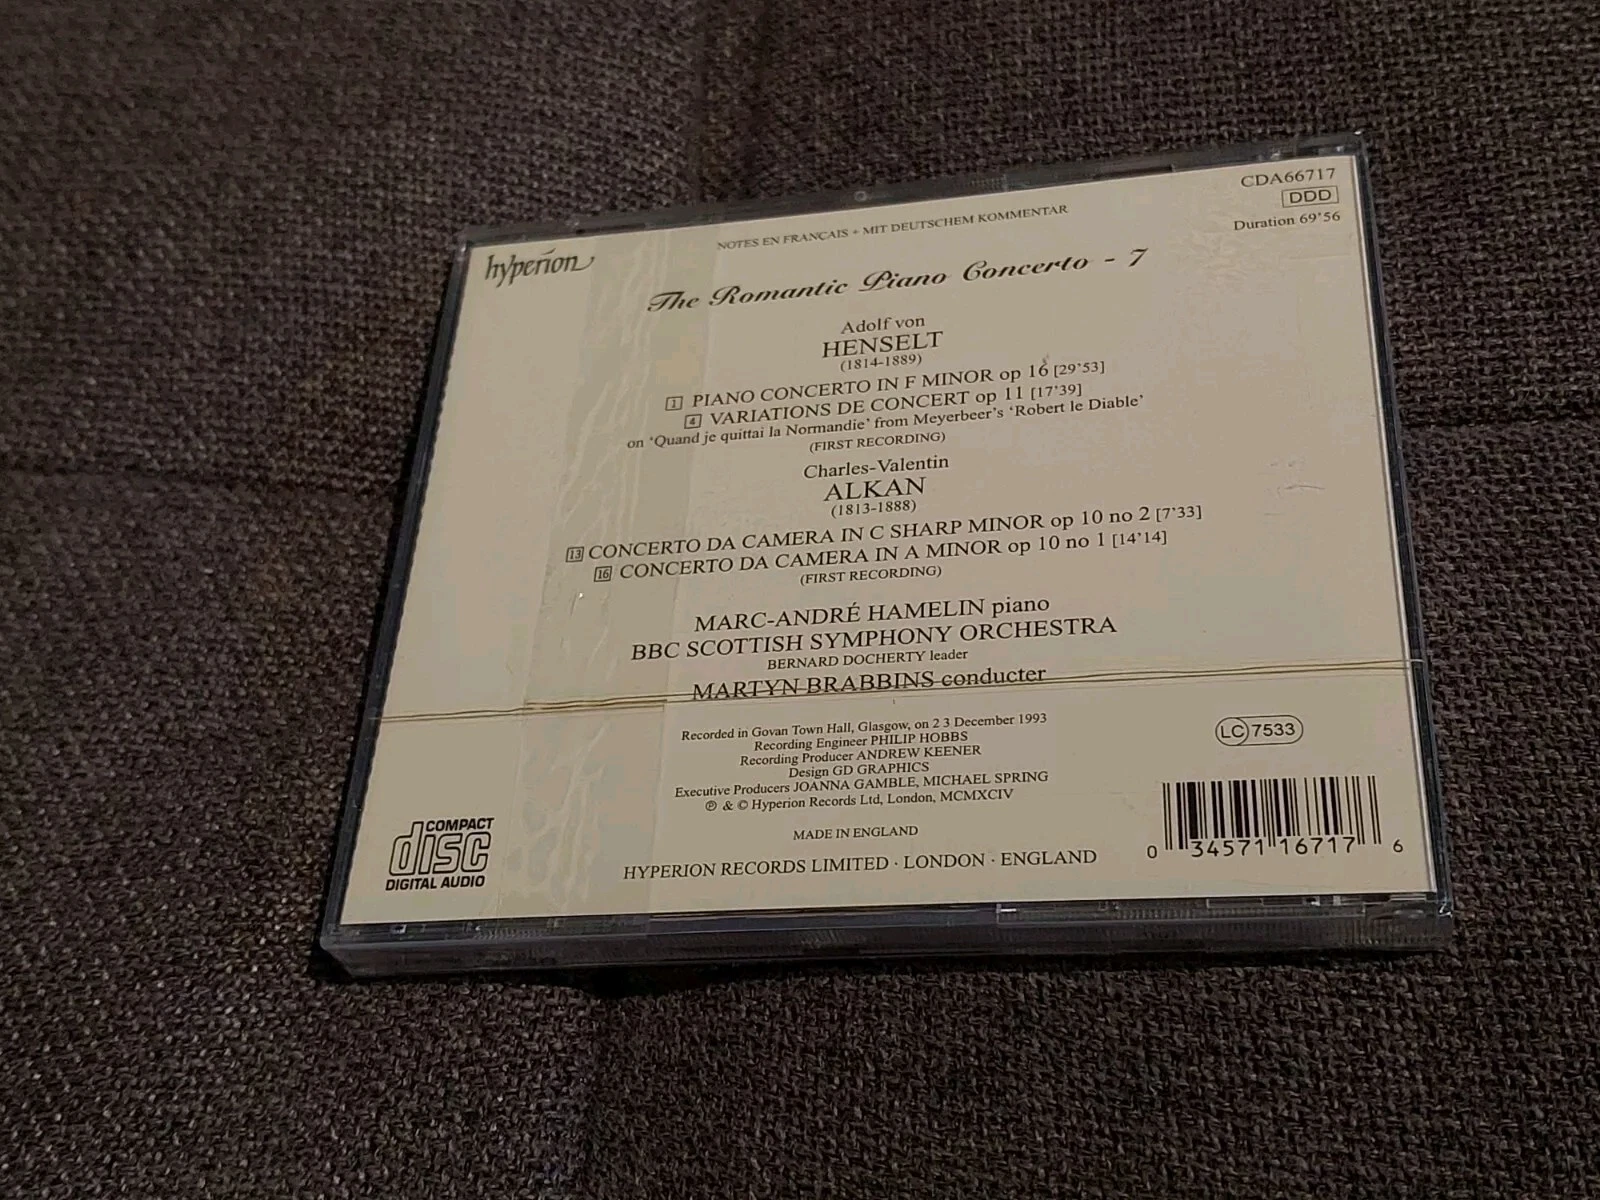 CDA66717
DDD
Duration 69'56
NOTES EN FRANCAIS + MIT DEUTSCHEM KOMMENTAR
hyperion
The Romantic Piano Concerto - 7
Adolf von
HENSELT
(1814-1889)
1 PIANO CONCERTO IN F MINOR op 16 [29'53]
4 VARIATIONS DE CONCERT op 11 [17'39]
on 'Quand je quittai la Normandie' from Meyerbeer's 'Robert le Diable'
(FIRST RECORDING)
Charles-Valentin
ALKAN
(1813-1888)
13 CONCERTO DA CAMERA IN C SHARP MINOR op 10 no 2 [7'33]
16 CONCERTO DA CAMERA IN A MINOR op 10 no 1 [14'14]
(FIRST RECORDING)
MARC-ANDRÉ HAMELIN piano
BBC SCOTTISH SYMPHONY ORCHESTRA
BERNARD DOCHERTY leader
MARTYN BRABBINS conducter
Recorded in Govan Town Hall, Glasgow, on 2 3 December 1993
Recording Engineer PHILIP HOBBS
Recording Producer ANDREW KEENER
Design GD GRAPHICS
Executive Producers JOANNA GAMBLE, MICHAEL SPRING
℗ & © Hyperion Records Ltd, London, MCMXCIV
MADE IN ENGLAND
HYPERION RECORDS LIMITED · LONDON · ENGLAND
COMPACT
disc
DIGITAL AUDIO
LC 7533
0 34571 16717 6